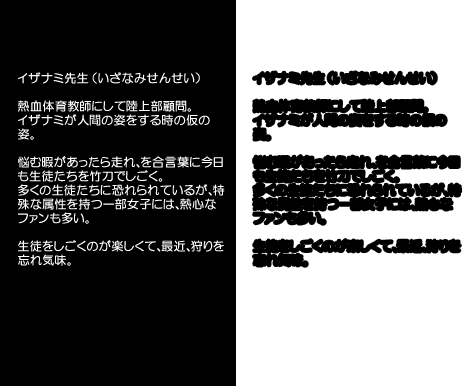 イザナミ先生（いざなみせんせい）
熱血体育教師にして陸上部顧問。
イザナミが人間の姿をする時の仮の
姿。
悩む暇があったら走れ、を合言葉に今日
も生徒たちを竹刀でしごく。
多くの生徒たちに恐れられているが、特
殊な属性を持つ一部女子には、熱心な
ファンも多い。
生徒をしごくのが楽しくて、最近、狩りを
忘れ気味。
イザナミ先生（いざなみせんせい）
熱血体育教師にして陸上部顧問。
イザナミが人間の姿をする時の仮の
姿。
悩む暇があったら走れ、を合言葉に今日
も生徒たちを竹刀でしごく。
多くの生徒たちに恐れられているが、特
殊な属性を持つ一部女子には、熱心な
ファンも多い。
生徒をしごくのが楽しくて、最近、狩りを
忘れ気味。